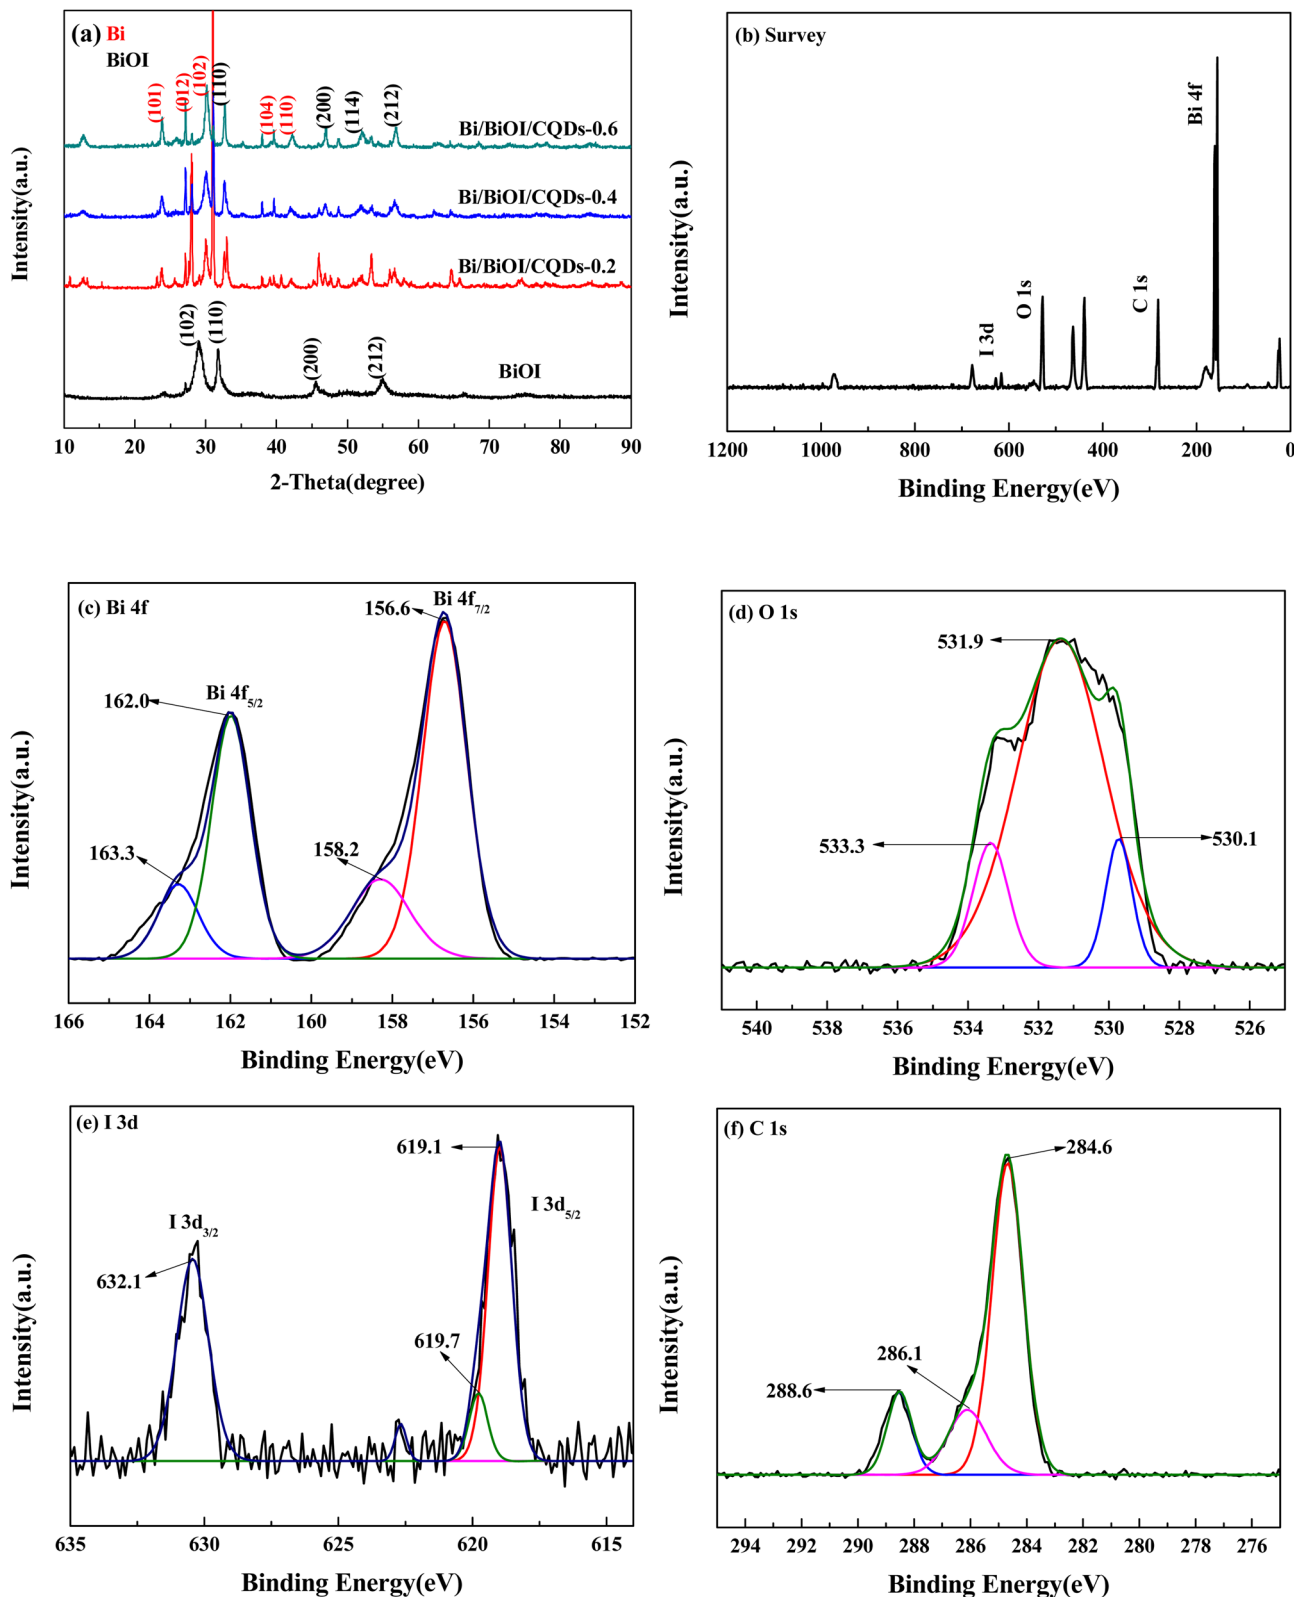 (a) Bi
BiOI
(101)
(012)
(102)
(110)
(104)
(110)
(200)
(114)
(212)
Bi/BiOI/CQDs-0.6
Bi/BiOI/CQDs-0.4
Bi/BiOI/CQDs-0.2
(102)
(110)
(200)
(212)
BiOI
10 20 30 40 50 60 70 80 90
2-Theta(degree)
Intensity(a.u.)
(b) Survey
Bi 4f
C 1s
O 1s
I 3d
1200 1000 800 600 400 200 0
Binding Energy(eV)
Intensity(a.u.)
(c) Bi 4f
Bi 4f7/2
156.6
Bi 4f5/2
162.0
163.3
158.2
166 164 162 160 158 156 154 152
Binding Energy(eV)
Intensity(a.u.)
(d) O 1s
531.9
533.3
530.1
540 538 536 534 532 530 528 526
Binding Energy(eV)
Intensity(a.u.)
(e) I 3d
619.1
I 3d5/2
I 3d3/2
632.1
619.7
635 630 625 620 615
Binding Energy(eV)
Intensity(a.u.)
(f) C 1s
284.6
286.1
288.6
294 292 290 288 286 284 282 280 278 276
Binding Energy(eV)
Intensity(a.u.)